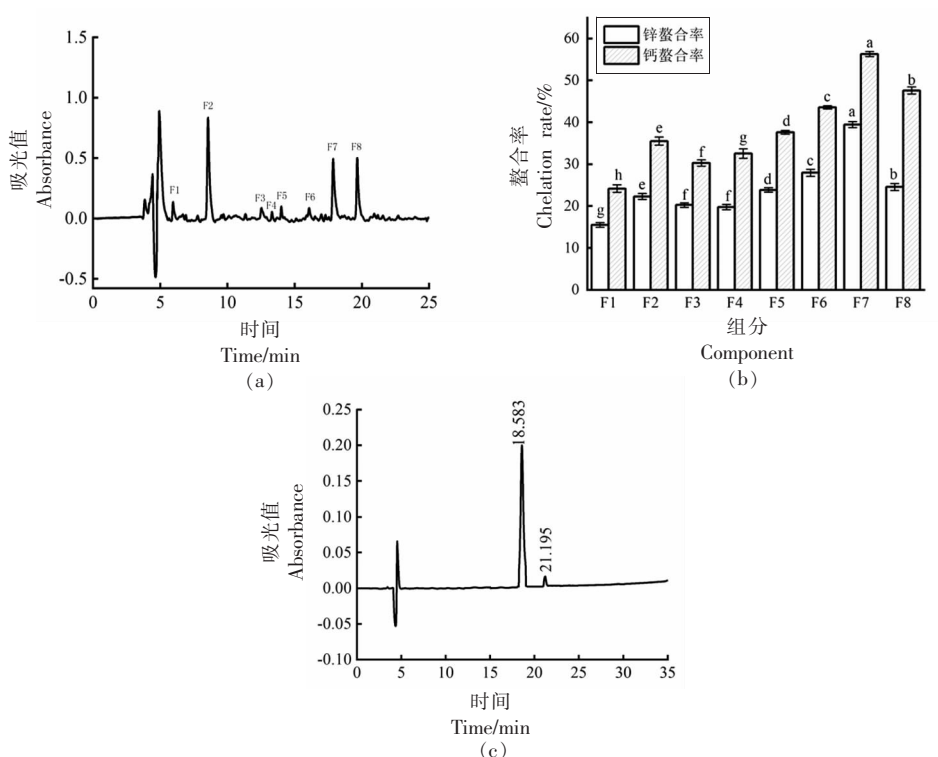 1.5
1.0
0.5
0.0
-0.5
吸光值
Absorbance
F1
F2
F3
F4
F5
F6
F7
F8
0 5 10 15 20 25
时间
Time/min
(a)
锌螯合率
钙螯合率
60
50
40
30
20
10
0
螯合率
Chelation rate/%
g h e e f f f g d d c c a a b b
F1 F2 F3 F4 F5 F6 F7 F8
组分
Component
(b)
0.25
0.20
0.15
0.10
0.05
0.00
-0.05
-0.10
吸光值
Absorbance
18.583
21.195
0 5 10 15 20 25 30 35
时间
Time/min
(c)